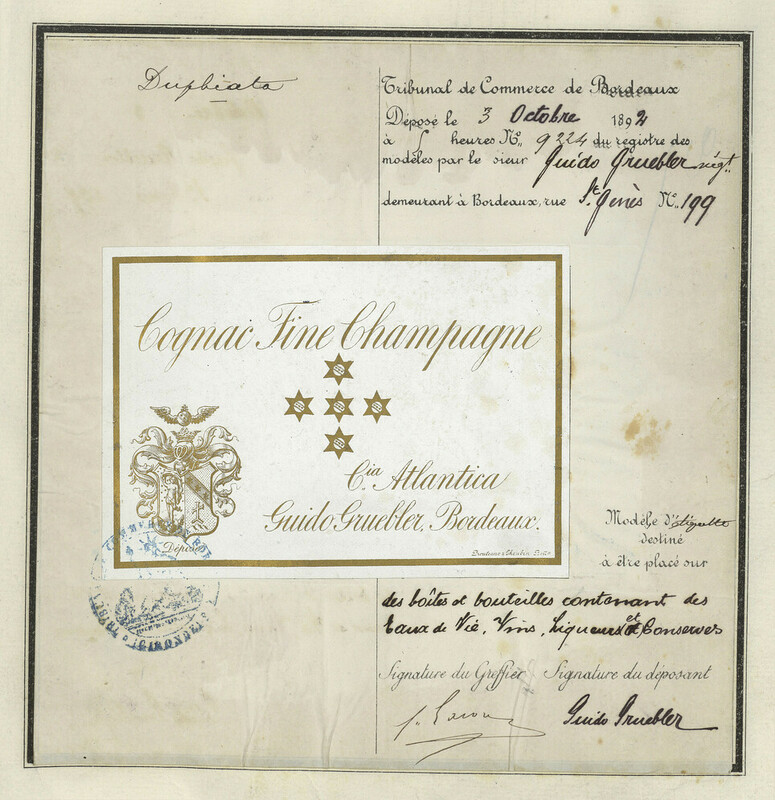 Duplicata
Tribunal de Commerce de Bordeaux
Déposé le 3 Octobre 1892
à heures Nº 9224 du registre des
modèles par le sieur Guido Gruebler négt.
demeurant à Bordeaux, rue St. Genès Nº 199
Cognac Fine Champagne
Cia Atlantica
Guido Gruebler, Bordeaux.
Déposé
Modèle d'étiquette
destiné
à être placé sur
des boîtes et bouteilles contenant des
Eaux de Vie, Vins, Liqueurs et Conserves
Signature du Greffier Signature du déposant
Guido Gruebler